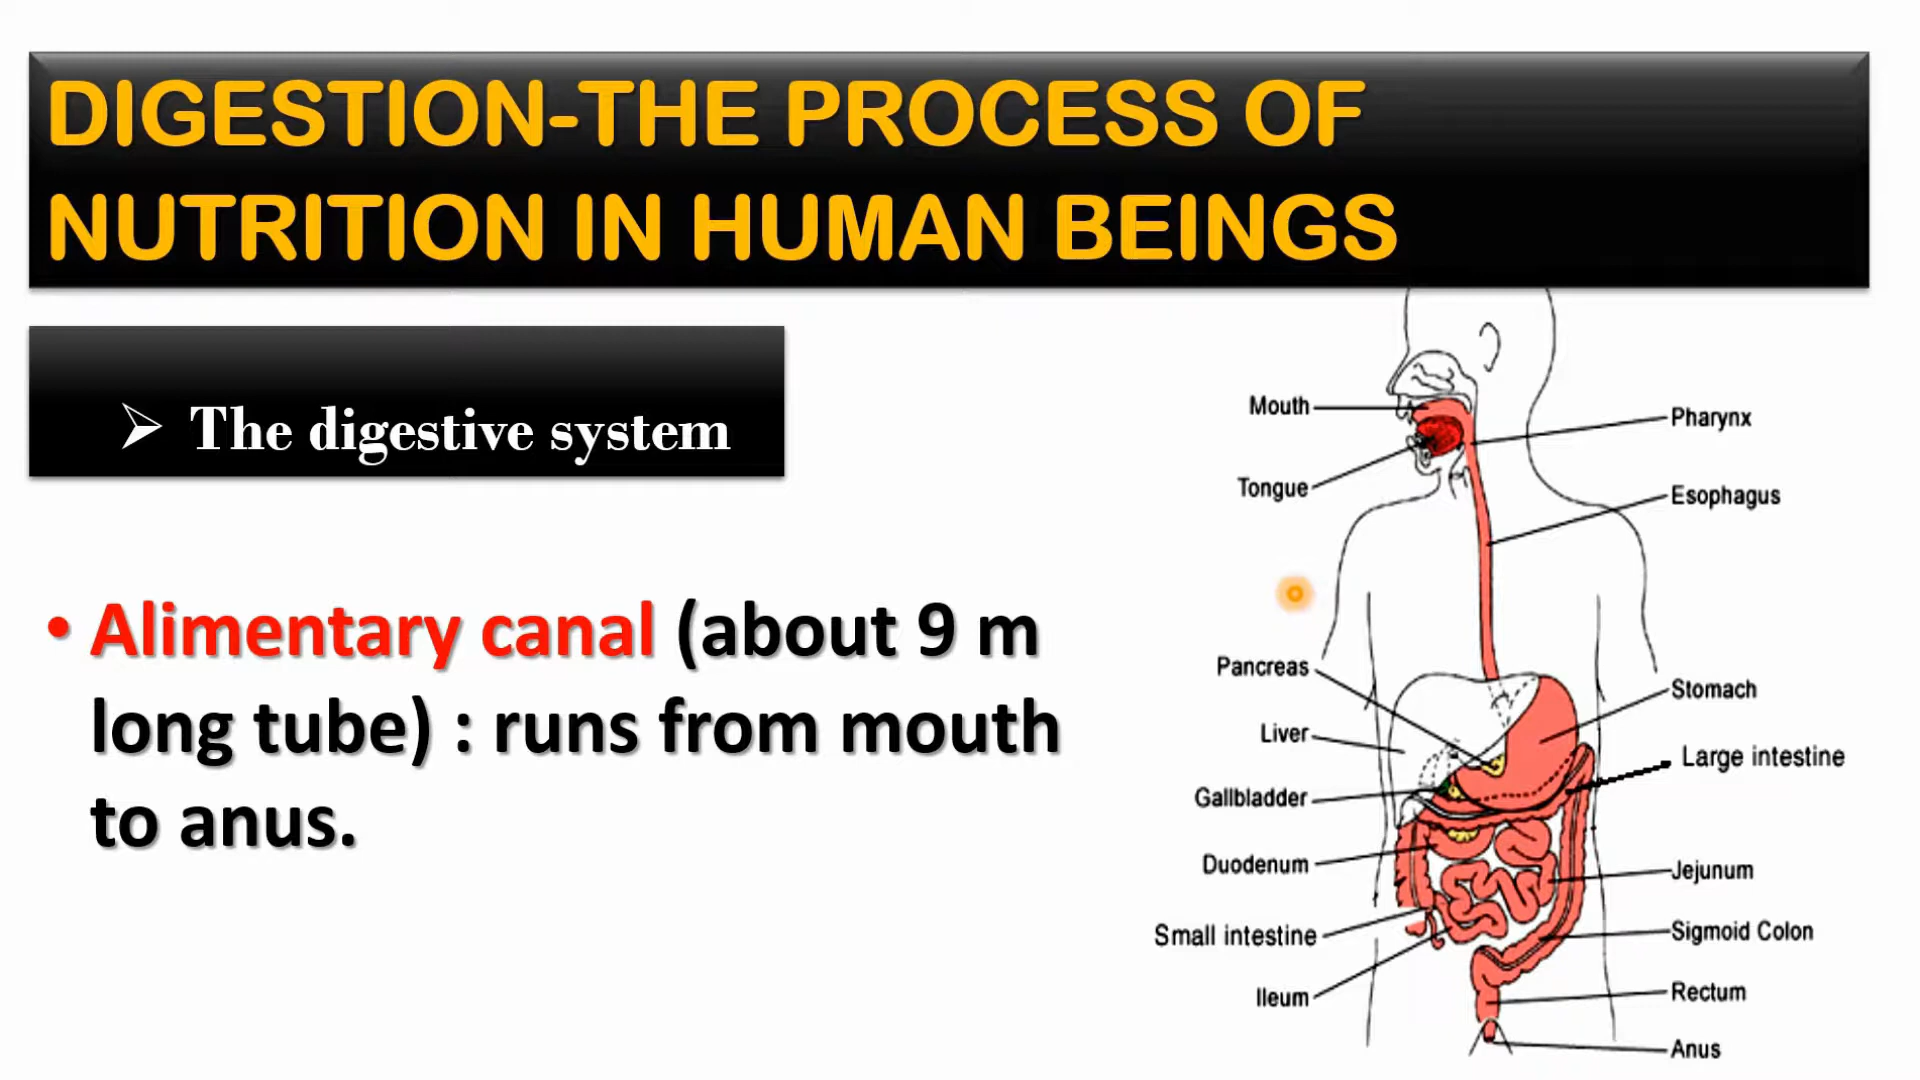 DIGESTION-THE PROCESS OF
NUTRITION IN HUMAN BEINGS
➢ The digestive system
• Alimentary canal (about 9 m
long tube) : runs from mouth
to anus.
Mouth
Tongue
Pancreas
Liver
Gallbladder
Duodenum
Small intestine
Ileum
Pharynx
Esophagus
Stomach
Large intestine
Jejunum
Sigmoid Colon
Rectum
Anus